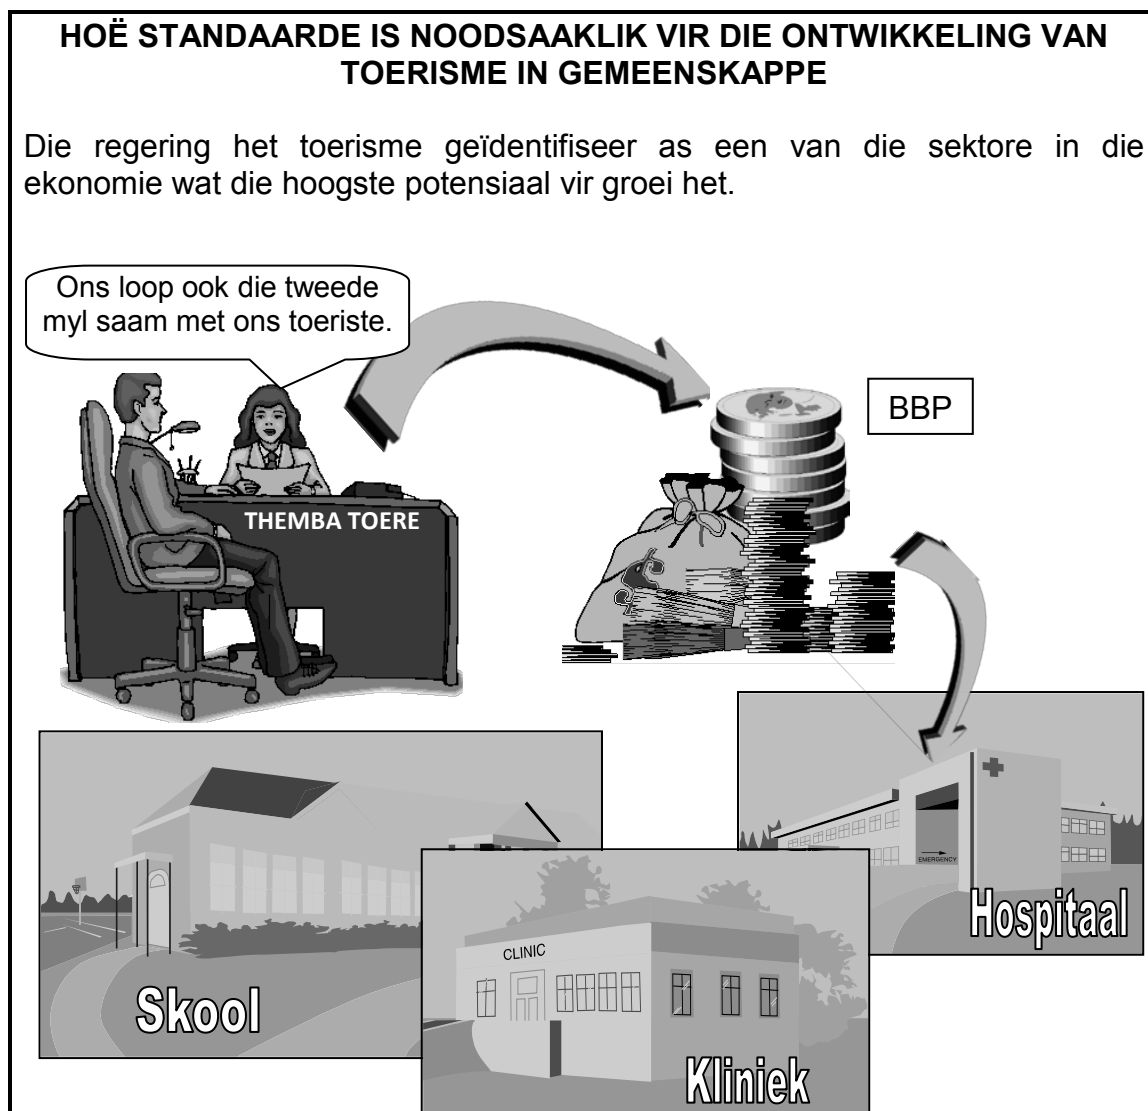 HOË STANDAARDE IS NOODSAAKLIK VIR DIE ONTWIKKELING VAN
TOERISME IN GEMEENSKAPPE
Die regering het toerisme geïdentifiseer as een van die sektore in die
ekonomie wat die hoogste potensiaal vir groei het.
Ons loop ook die tweede
myl saam met ons toeriste.
BBP
THEMBA TOERE
EMERGENCY
Hospitaal
CLINIC
Skool
Kliniek